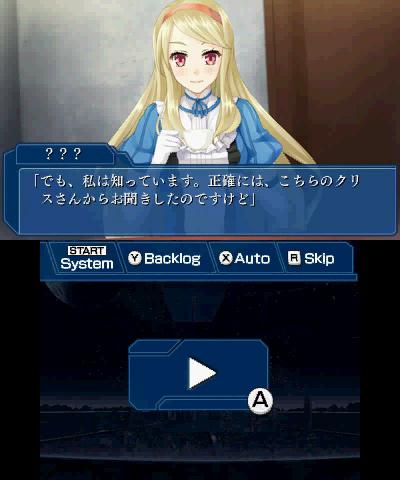 ？？？
「でも、私は知っています。正確には、こちらのクリ
スさんからお聞きしたのですけど」
START
System
Y Backlog
X Auto
R Skip
A